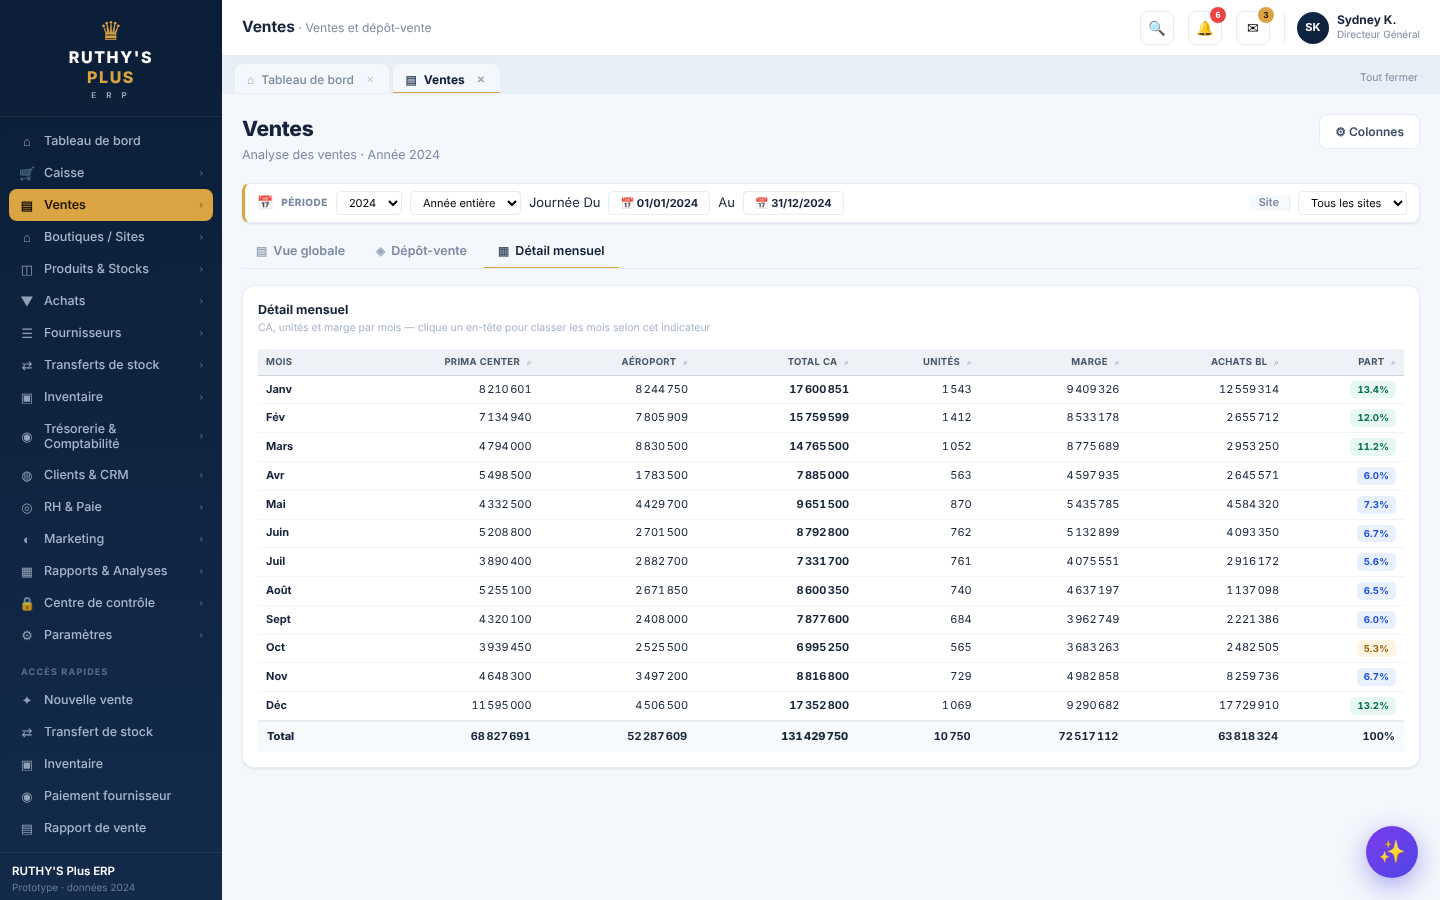 RUTHY'S
PLUS
ERP
Tableau de bord
Caisse
Ventes
Boutiques / Sites
Produits & Stocks
Achats
Fournisseurs
Transferts de stock
Inventaire
Trésorerie &
Comptabilité
Clients & CRM
RH & Paie
Marketing
Rapports & Analyses
Centre de contrôle
Paramètres
ACCÈS RAPIDES
Nouvelle vente
Transfert de stock
Inventaire
Paiement fournisseur
Rapport de vente
RUTHY'S Plus ERP
Prototype · données 2024
Ventes · Ventes et dépôt-vente
6
3
SK
Sydney K.
Directeur Général
Tableau de bord ×
Ventes ×
Tout fermer
Ventes
Analyse des ventes · Année 2024
Colonnes
PÉRIODE 2024 Année entière Journée Du 01/01/2024 Au 31/12/2024 Site Tous les sites
Vue globale Dépôt-vente Détail mensuel
Détail mensuel
CA, unités et marge par mois — clique un en-tête pour classer les mois selon cet indicateur
MOIS PRIMA CENTER AÉROPORT TOTAL CA UNITÉS MARGE ACHATS BL PART
Janv 8 210 601 8 244 750 17 600 851 1 543 9 409 326 12 559 314 13.4%
Fév 7 134 940 7 805 909 15 759 599 1 412 8 533 178 2 655 712 12.0%
Mars 4 794 000 8 830 500 14 765 500 1 052 8 775 689 2 953 250 11.2%
Avr 5 498 500 1 783 500 7 885 000 563 4 597 935 2 645 571 6.0%
Mai 4 332 500 4 429 700 9 651 500 870 5 435 785 4 584 320 7.3%
Juin 5 208 800 2 701 500 8 792 800 762 5 132 899 4 093 350 6.7%
Juil 3 890 400 2 882 700 7 331 700 761 4 075 551 2 916 172 5.6%
Août 5 255 100 2 671 850 8 600 350 740 4 637 197 1 137 098 6.5%
Sept 4 320 100 2 408 000 7 877 600 684 3 962 749 2 221 386 6.0%
Oct 3 939 450 2 525 500 6 995 250 565 3 683 263 2 482 505 5.3%
Nov 4 648 300 3 497 200 8 816 800 729 4 982 858 8 259 736 6.7%
Déc 11 595 000 4 506 500 17 352 800 1 069 9 290 682 17 729 910 13.2%
Total 68 827 691 52 287 609 131 429 750 10 750 72 517 112 63 818 324 100%